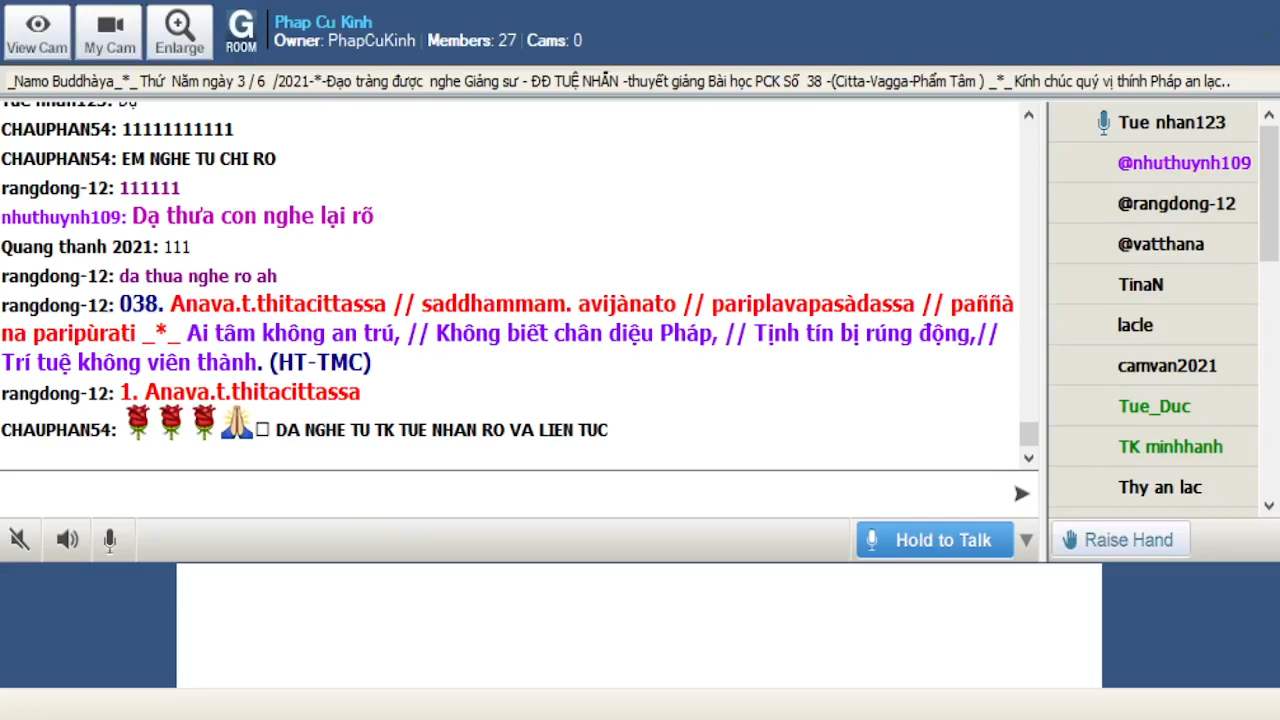 View Cam
My Cam
Enlarge
G
ROOM
Phap Cu Kinh
Owner: PhapCuKinh | Members: 27 | Cams: 0
_Namo Buddhàya_*_Thứ Năm ngày 3 / 6 /2021-*-Đạo tràng được nghe Giảng sư - ĐĐ TUỆ NHẪN -thuyết giảng Bài học PCK Số 38 -(Citta-Vagga-Phẩm Tâm ) _*_Kính chúc quý vị thính Pháp an lạc..
CHAUPHAN54: 11111111111
CHAUPHAN54: EM NGHE TU CHI RO
rangdong-12: 111111
nhuthuynh109: Dạ thưa con nghe lại rõ
Quang thanh 2021: 111
rangdong-12: da thua nghe ro ah
rangdong-12: 038. Anava.t.thitacittassa // saddhammam. avijànato // pariplavapasàdassa // paññà
na paripùrati _*_ Ai tâm không an trú, // Không biết chân diệu Pháp, // Tịnh tín bị rúng động,//
Trí tuệ không viên thành. (HT-TMC)
rangdong-12: 1. Anava.t.thitacittassa
CHAUPHAN54: 🌹🌹🌹🙏 DA NGHE TU TK TUE NHAN RO VA LIEN TUC
Tue nhan123
@nhuthuynh109
@rangdong-12
@vatthana
TinaN
lacle
camvan2021
Tue_Duc
TK minhhanh
Thy an lac
Hold to Talk
Raise Hand